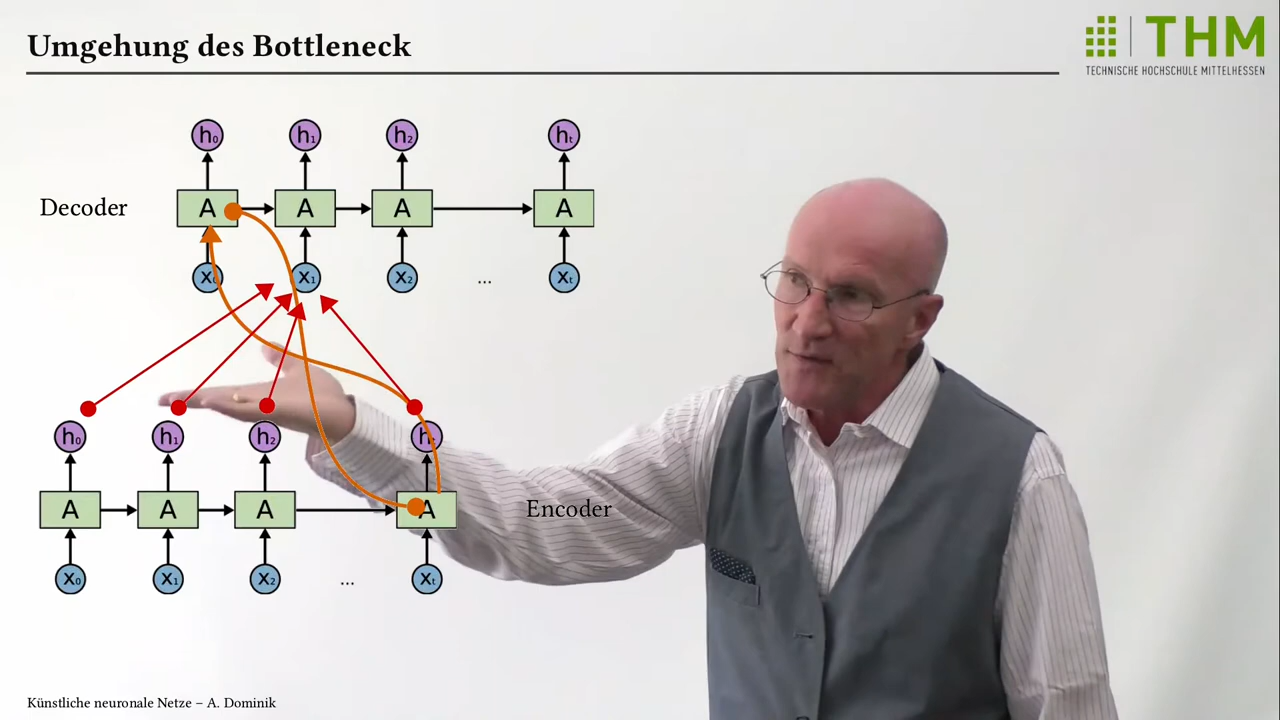 Umgehung des Bottleneck
THM
TECHNISCHE HOCHSCHULE MITTELHESSEN
h₀ h₁ h₂ hₜ
Decoder A A A A
x₀ x₁ x₂ ... xₜ
h₀ h₁ h₂ h
A A A A Encoder
x₀ x₁ x₂ ... xₜ
Künstliche neuronale Netze – A. Dominik